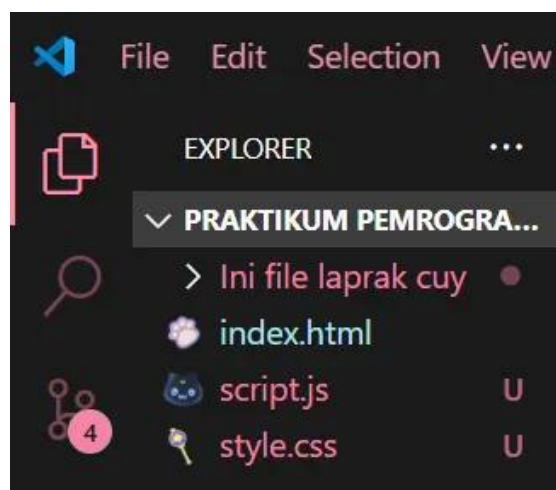 File Edit Selection View
EXPLORER ...
PRAKTIKUM PEMROGRA...
Ini file laprak cuy
index.html
script.js U
4
style.css U